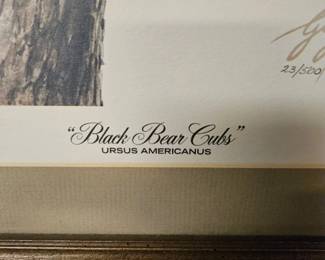 23/500
"Black Bear Cubs"
URSUS AMERICANUS